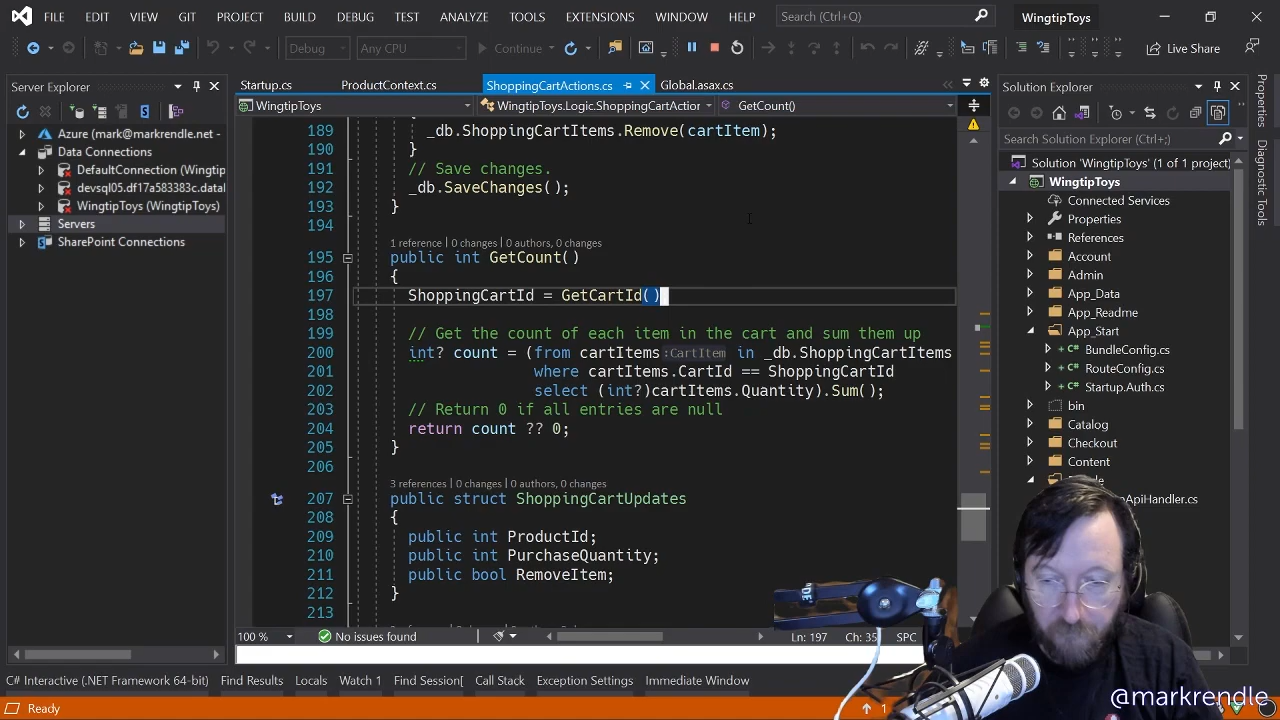 FILE EDIT VIEW GIT PROJECT BUILD DEBUG TEST ANALYZE TOOLS EXTENSIONS WINDOW HELP Search (Ctrl+Q) WingtipToys
Debug Any CPU Continue Live Share
Server Explorer
Azure (mark@markrendle.net -
Data Connections
DefaultConnection (Wingtip
devsql05.df17a583383c.datal
WingtipToys (WingtipToys)
Servers
SharePoint Connections
Startup.cs ProductContext.cs ShoppingCartActions.cs Global.asax.cs
WingtipToys WingtipToys.Logic.ShoppingCartAction GetCount()
189 _db.ShoppingCartItems.Remove(cartItem);
190 }
191 // Save changes.
192 _db.SaveChanges();
193 }
194
1 reference | 0 changes | 0 authors, 0 changes
195 public int GetCount()
196 {
197 ShoppingCartId = GetCartId()
198
199 // Get the count of each item in the cart and sum them up
200 int? count = (from cartItems :CartItem in _db.ShoppingCartItems
201 where cartItems.CartId == ShoppingCartId
202 select (int?)cartItems.Quantity).Sum();
203 // Return 0 if all entries are null
204 return count ?? 0;
205 }
206
3 references | 0 changes | 0 authors, 0 changes
207 public struct ShoppingCartUpdates
208 {
209 public int ProductId;
210 public int PurchaseQuantity;
211 public bool RemoveItem;
212 }
213
100 % No issues found Ln: 197 Ch: 35 SPC
Solution Explorer
Search Solution Explorer (Ctrl+;)
Solution 'WingtipToys' (1 of 1 project)
WingtipToys
Connected Services
Properties
References
Account
Admin
App_Data
App_Readme
App_Start
BundleConfig.cs
RouteConfig.cs
Startup.Auth.cs
bin
Catalog
Checkout
Content
ApiHandler.cs
Properties
Diagnostic Tools
C# Interactive (.NET Framework 64-bit) Find Results Locals Watch 1 Find Session[ Call Stack Exception Settings Immediate Window
Ready 1
@markrendle